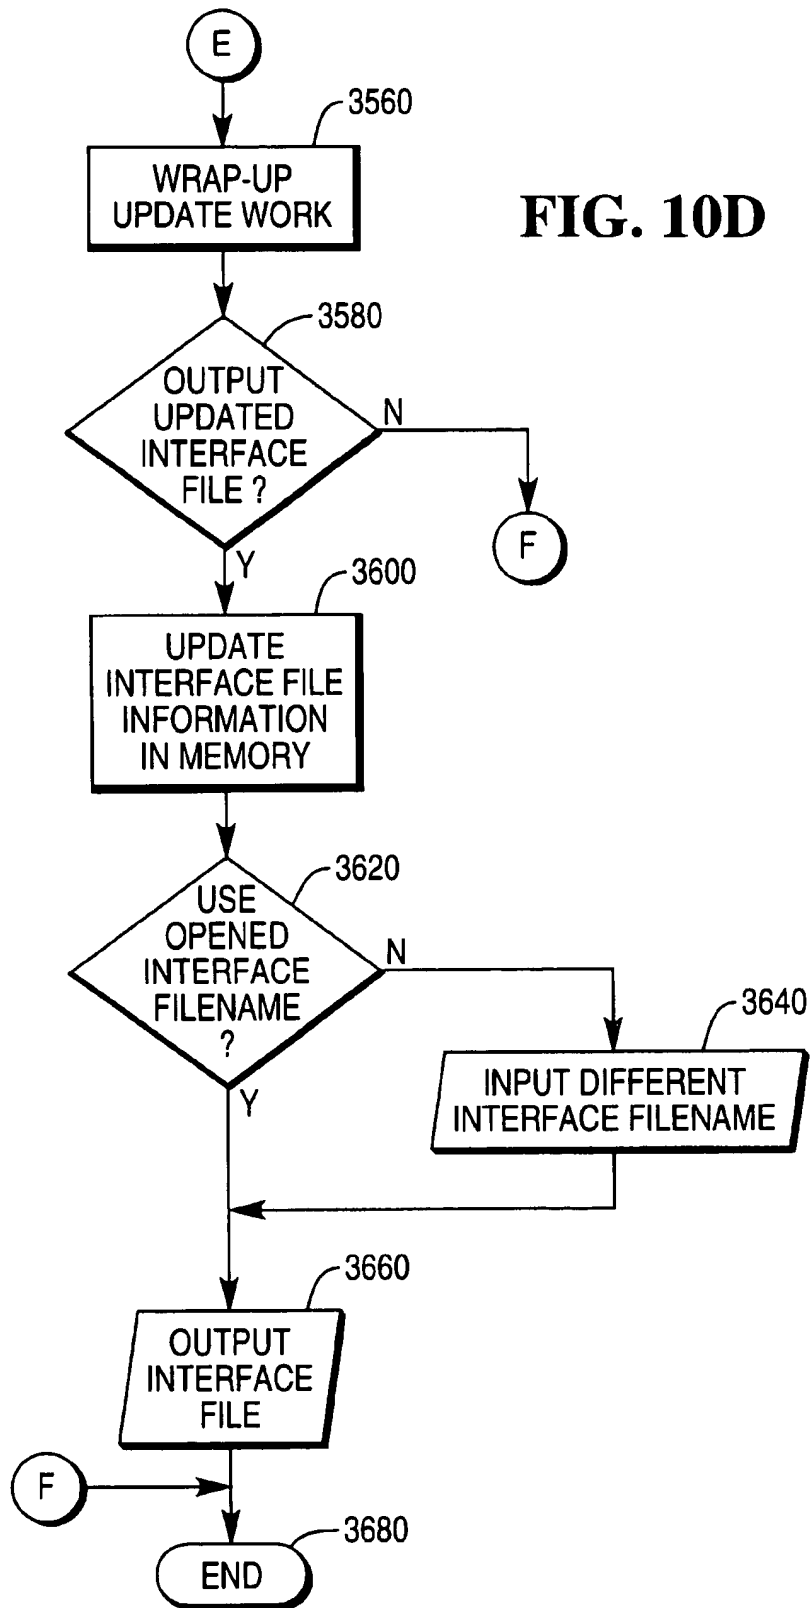 E
3560
WRAP-UP
UPDATE WORK
FIG. 10D
3580
OUTPUT
UPDATED
INTERFACE
FILE ?
N
F
Y
3600
UPDATE
INTERFACE FILE
INFORMATION
IN MEMORY
3620
USE
OPENED
INTERFACE
FILENAME
?
N
3640
INPUT DIFFERENT
INTERFACE FILENAME
Y
3660
OUTPUT
INTERFACE
FILE
F
3680
END